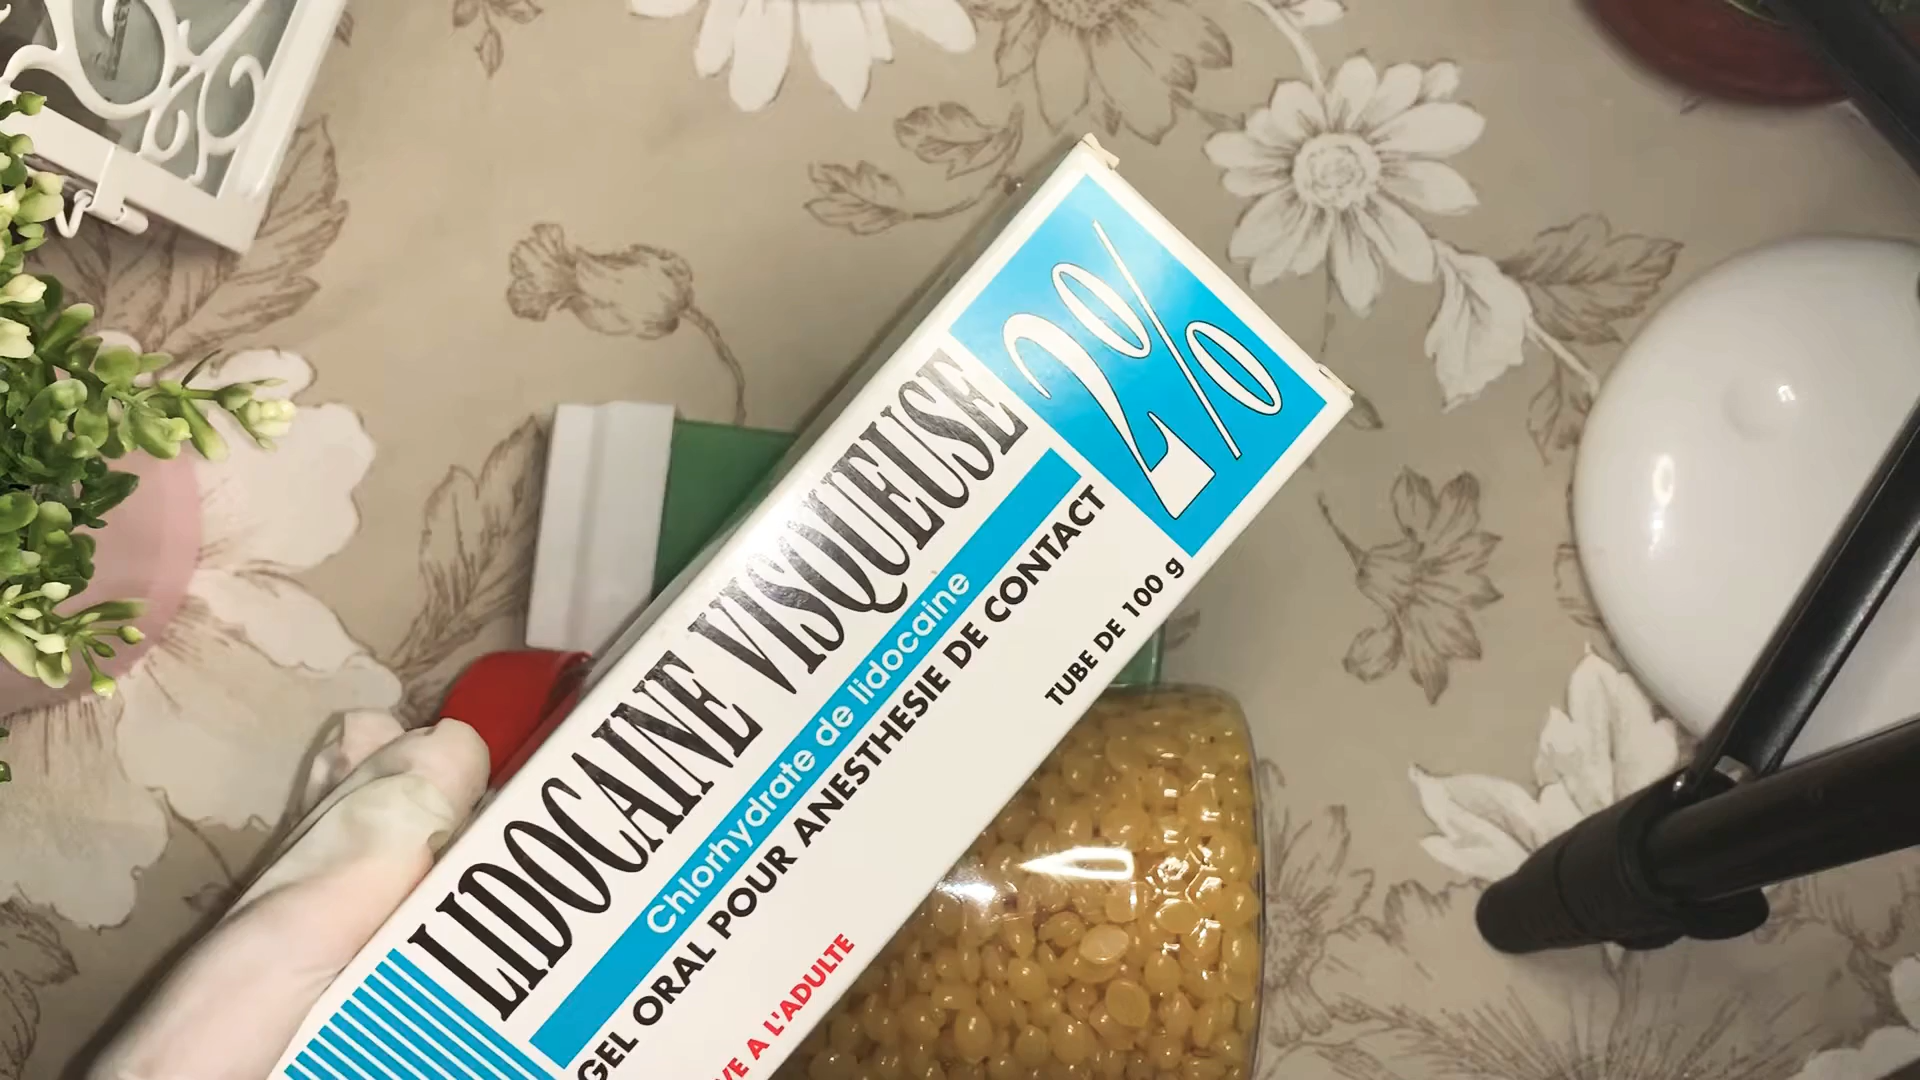 2%
LIDOCAINE VISQUEUSE
Chlorhydrate de lidocaine
GEL ORAL POUR ANESTHESIE DE CONTACT
TUBE DE 100 g
A L'ADULTE